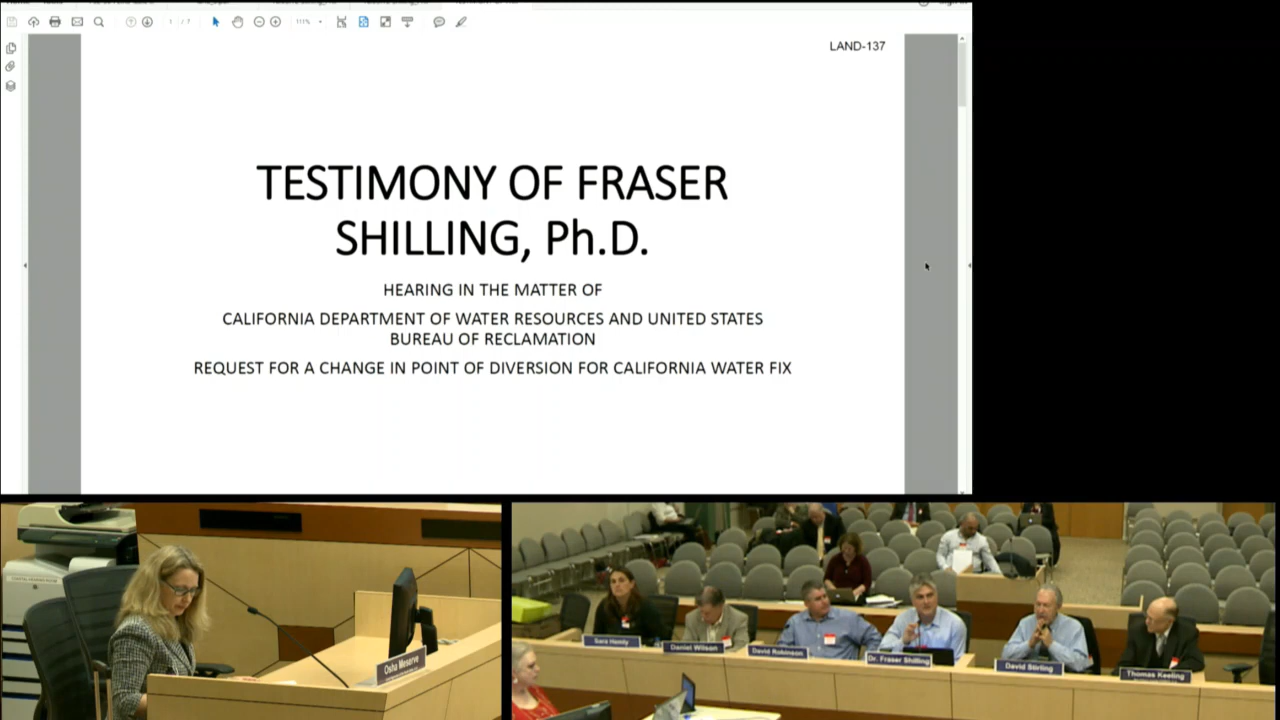 111%
LAND-137
TESTIMONY OF FRASER
SHILLING, Ph.D.
HEARING IN THE MATTER OF
CALIFORNIA DEPARTMENT OF WATER RESOURCES AND UNITED STATES
BUREAU OF RECLAMATION
REQUEST FOR A CHANGE IN POINT OF DIVERSION FOR CALIFORNIA WATER FIX
Osha Meserve
Sara Hemly
Daniel Wilson
David Robinson
Dr. Fraser Shilling
David Stirling
Thomas Keeling